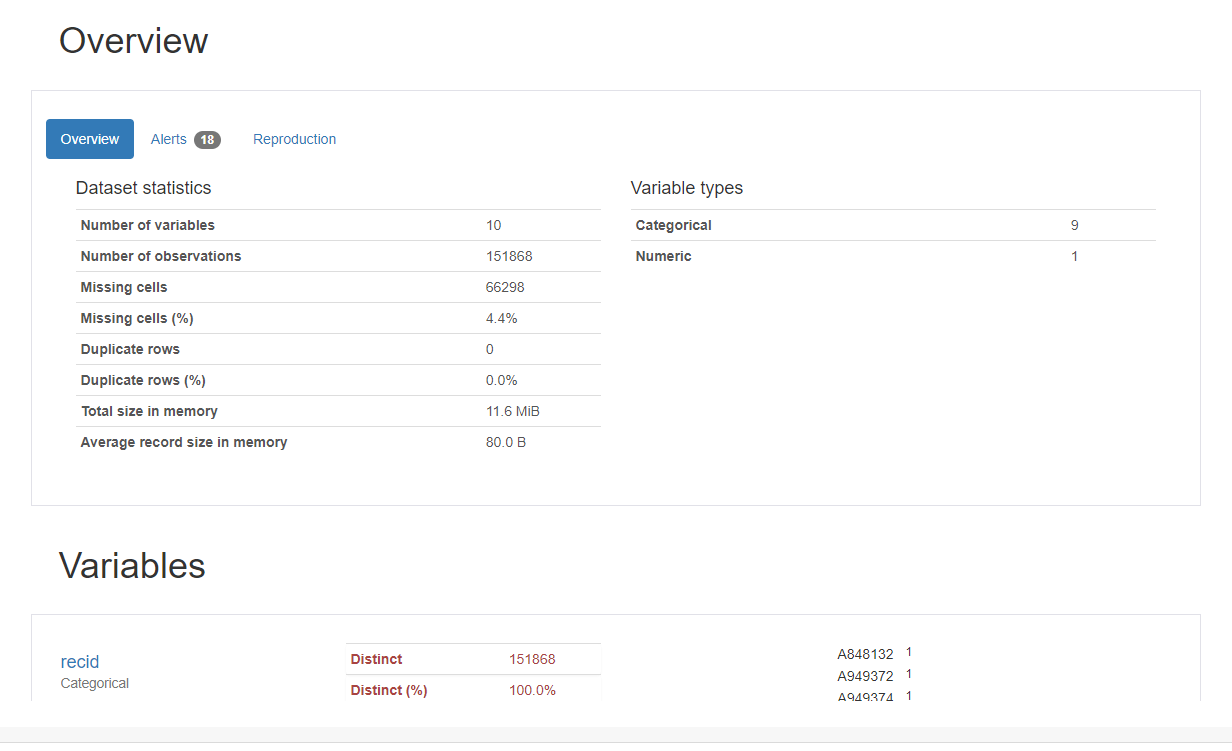 Overview
Overview Alerts 18 Reproduction
Dataset statistics
Number of variables 10
Number of observations 151868
Missing cells 66298
Missing cells (%) 4.4%
Duplicate rows 0
Duplicate rows (%) 0.0%
Total size in memory 11.6 MiB
Average record size in memory 80.0 B
Variable types
Categorical 9
Numeric 1
Variables
recid
Categorical
Distinct 151868
Distinct (%) 100.0%
A848132 1
A949372 1
A949374 1